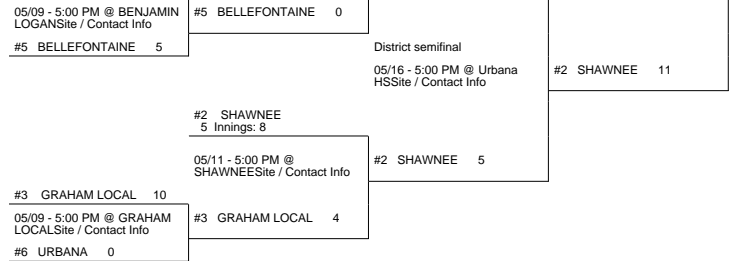 05/09 - 5:00 PM @ BENJAMIN
LOGANSite / Contact Info
#5 BELLEFONTAINE 5
#5 BELLEFONTAINE 0
District semifinal
05/16 - 5:00 PM @ Urbana
HSSite / Contact Info
#2 SHAWNEE 11
#2 SHAWNEE
5 Innings: 8
05/11 - 5:00 PM @
SHAWNEESite / Contact Info
#2 SHAWNEE 5
#3 GRAHAM LOCAL 10
05/09 - 5:00 PM @ GRAHAM
LOCALSite / Contact Info
#3 GRAHAM LOCAL 4
#6 URBANA 0